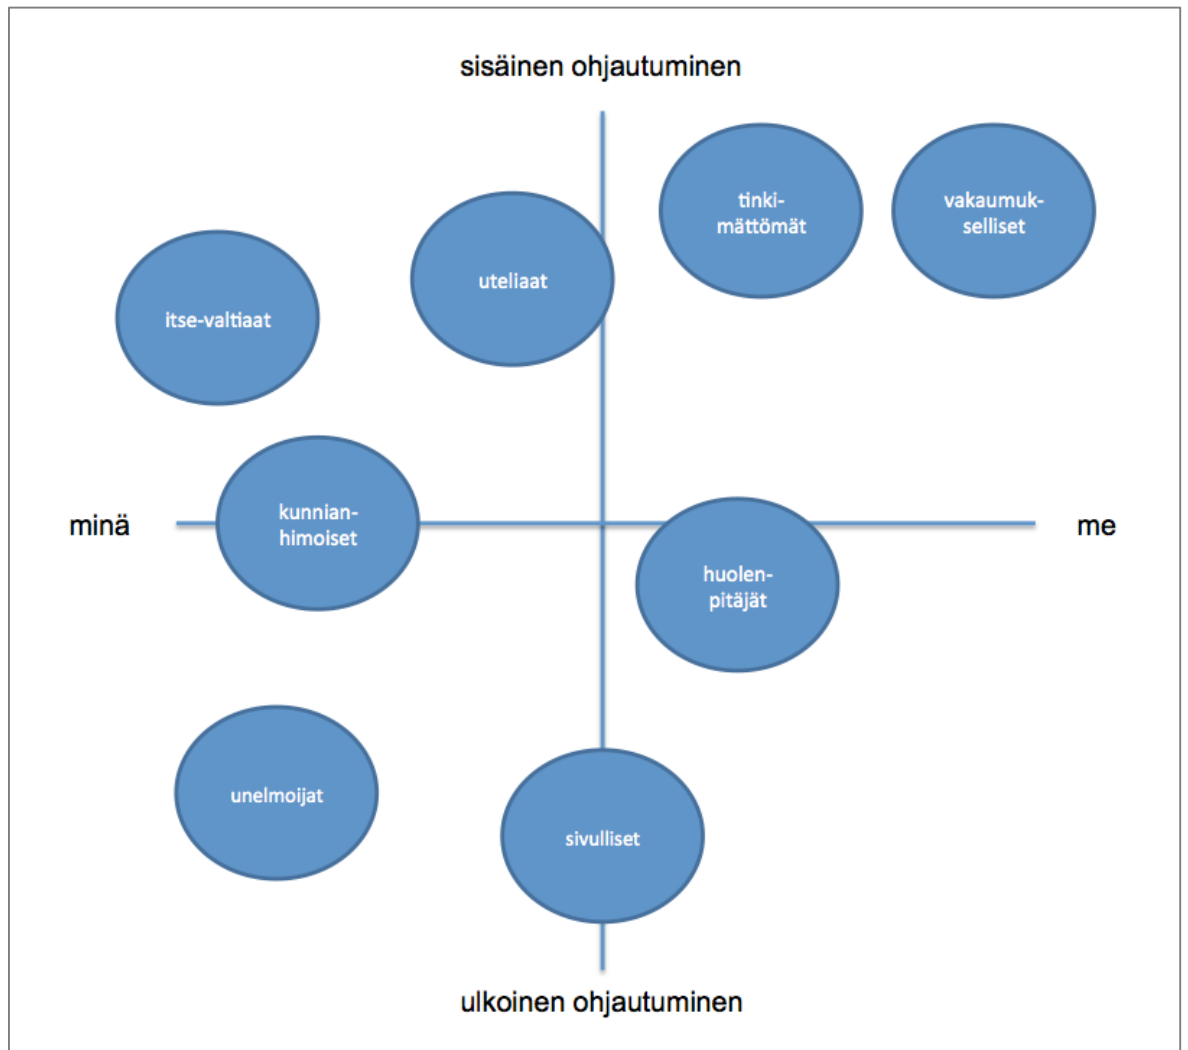 sisäinen ohjautuminen
tinki-
mättömät
vakaumuk-
selliset
uteliaat
itse-valtiaat
kunnian-
himoiset
minä
me
huolen-
pitäjät
unelmoijat
sivulliset
ulkoinen ohjautuminen